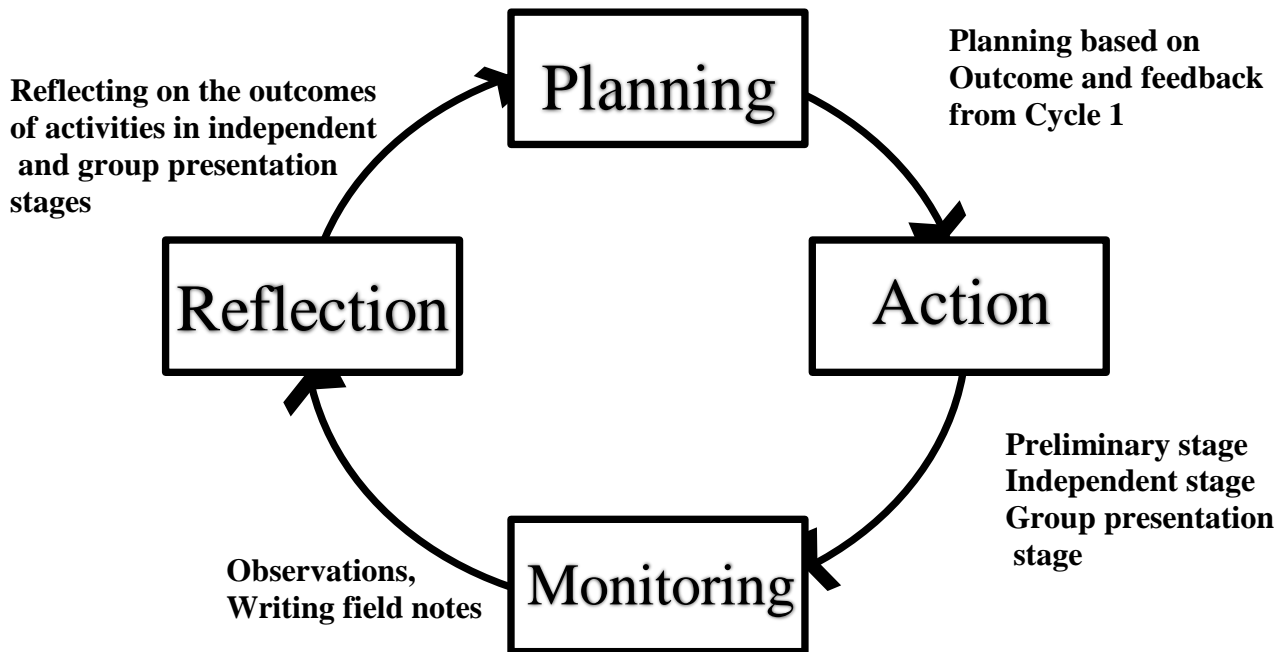 Planning
Planning based on
Outcome and feedback
from Cycle 1
Reflecting on the outcomes
of activities in independent
and group presentation
stages
Reflection
Action
Preliminary stage
Independent stage
Group presentation
stage
Observations,
Writing field notes
Monitoring